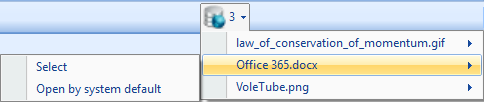 3
law_of_conservation_of_momentum.gif
Office 365.docx
VoleTube.png
Select
Open by system default